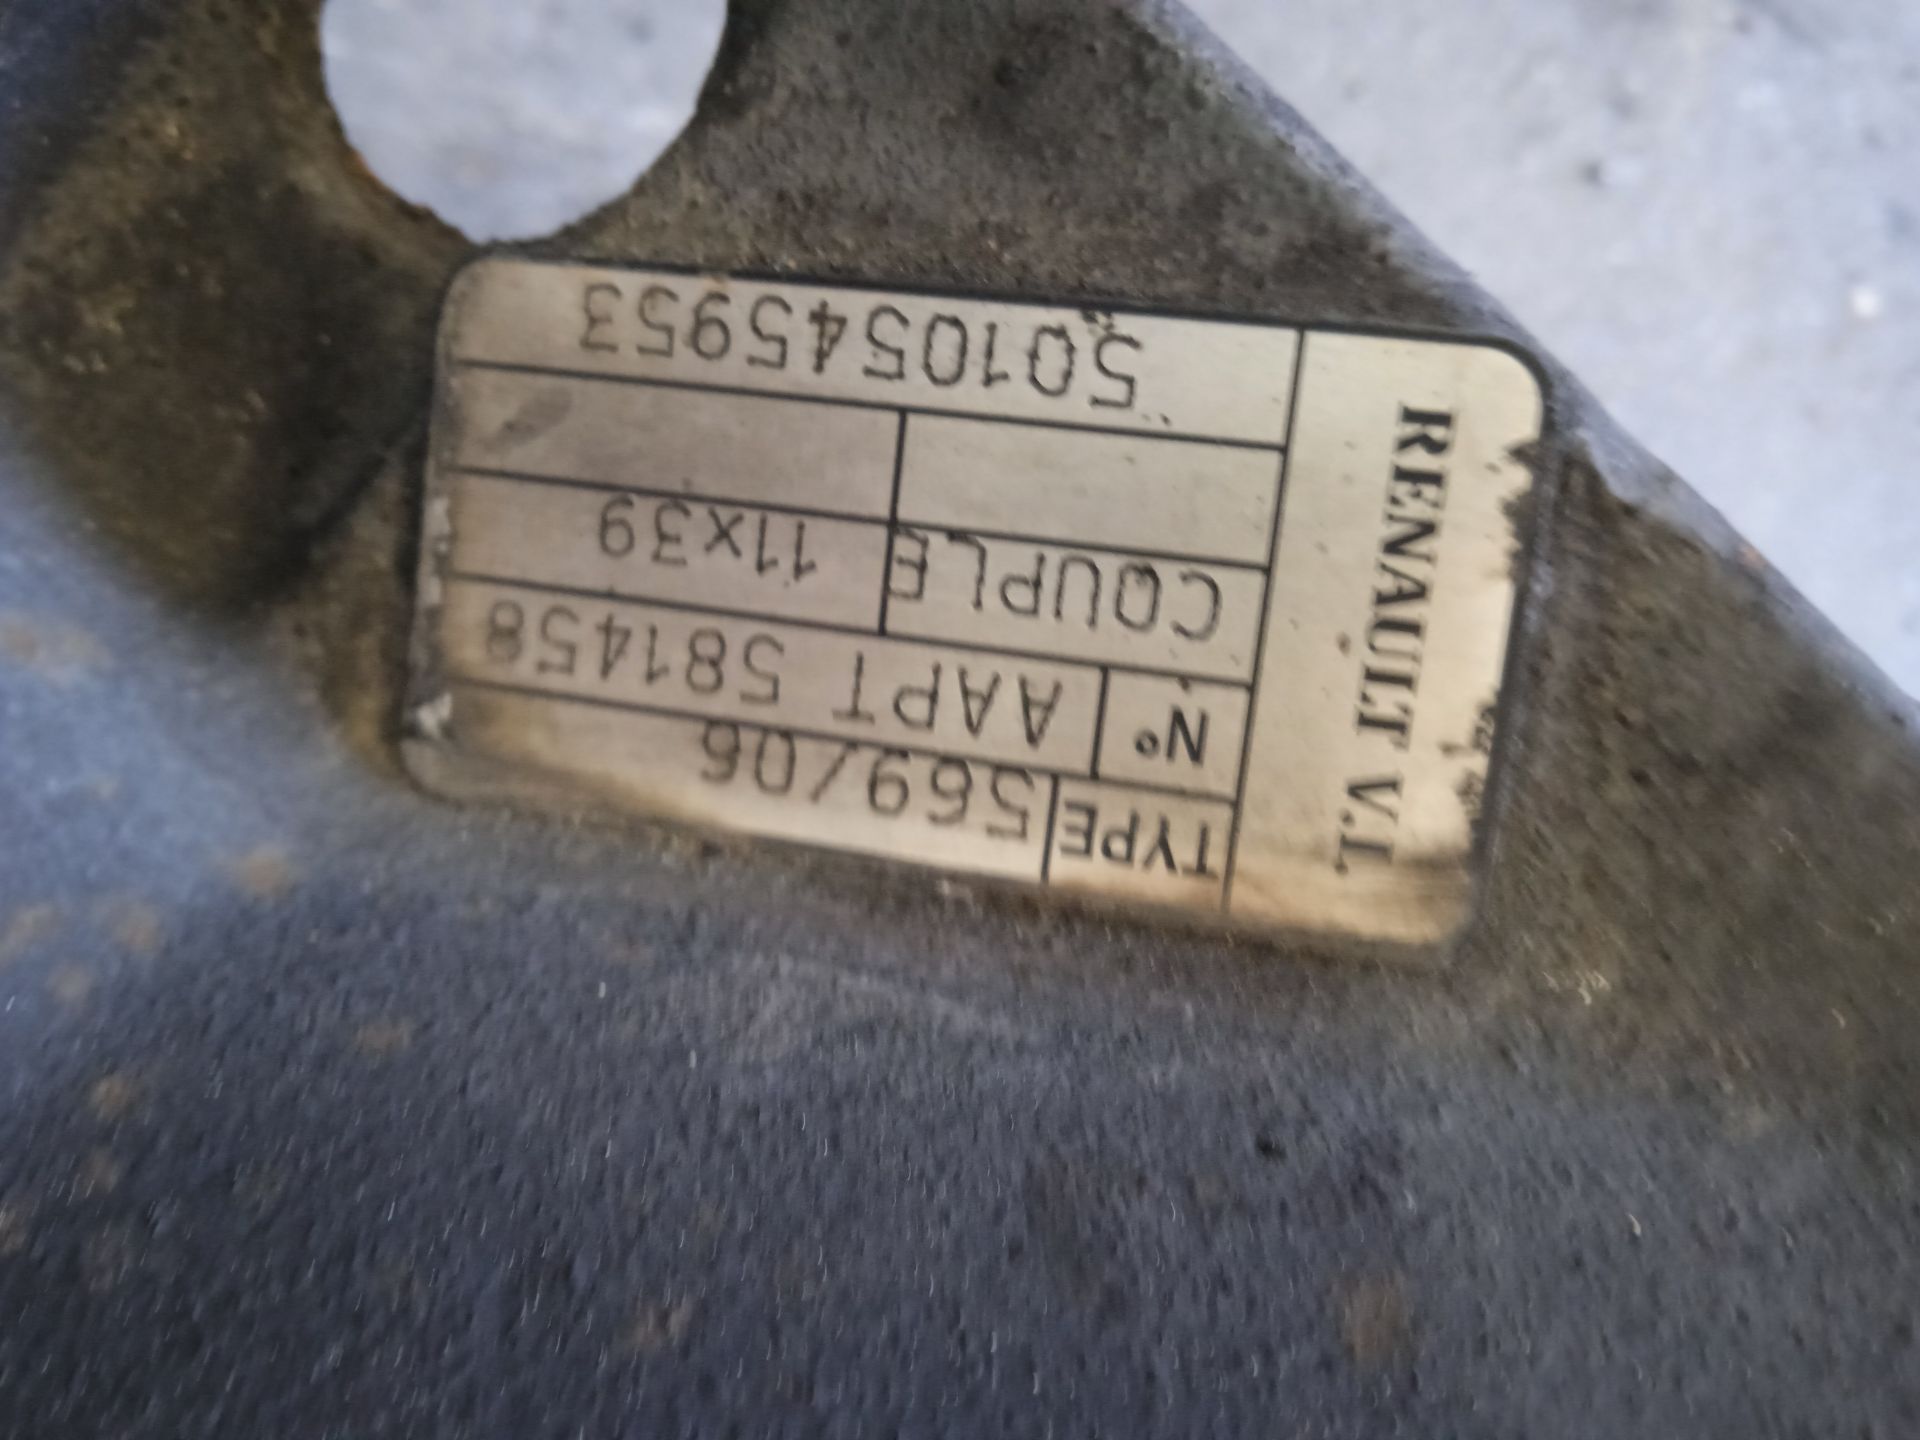 RENAULT V.I.
TYPE 569/06
N° AAPT 581458
COUPLE 11x39
5010545953